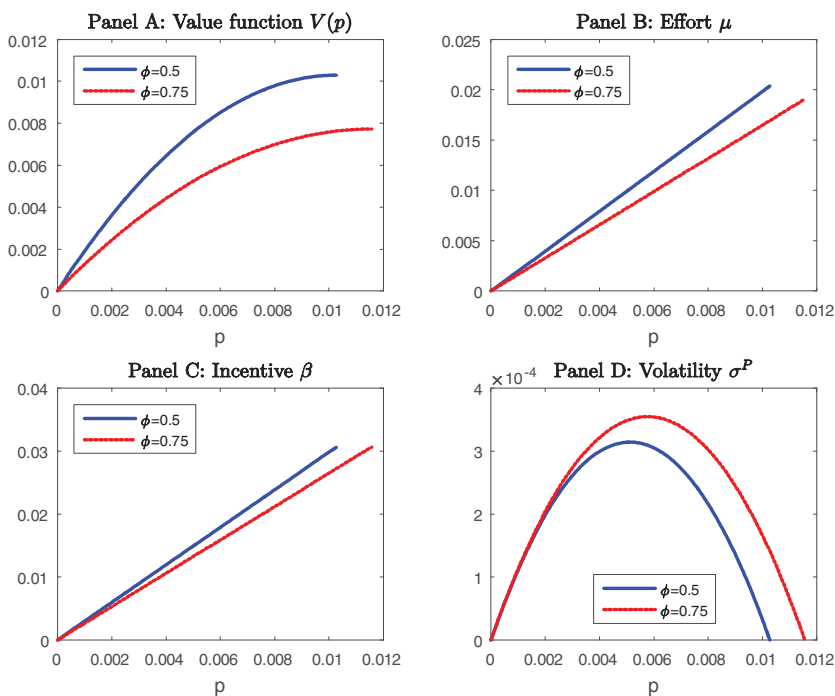 Panel A: Value function V(p)
0.012
0.01
0.008
0.006
0.004
0.002
0
ϕ=0.5
ϕ=0.75
0 0.002 0.004 0.006 0.008 0.01 0.012
p
Panel B: Effort μ
0.025
0.02
0.015
0.01
0.005
0
ϕ=0.5
ϕ=0.75
0 0.002 0.004 0.006 0.008 0.01 0.012
p
Panel C: Incentive β
0.04
0.03
0.02
0.01
0
ϕ=0.5
ϕ=0.75
0 0.002 0.004 0.006 0.008 0.01 0.012
p
×10⁻⁴ Panel D: Volatility σᴾ
4
3
2
1
0
ϕ=0.5
ϕ=0.75
0 0.002 0.004 0.006 0.008 0.01 0.012
p